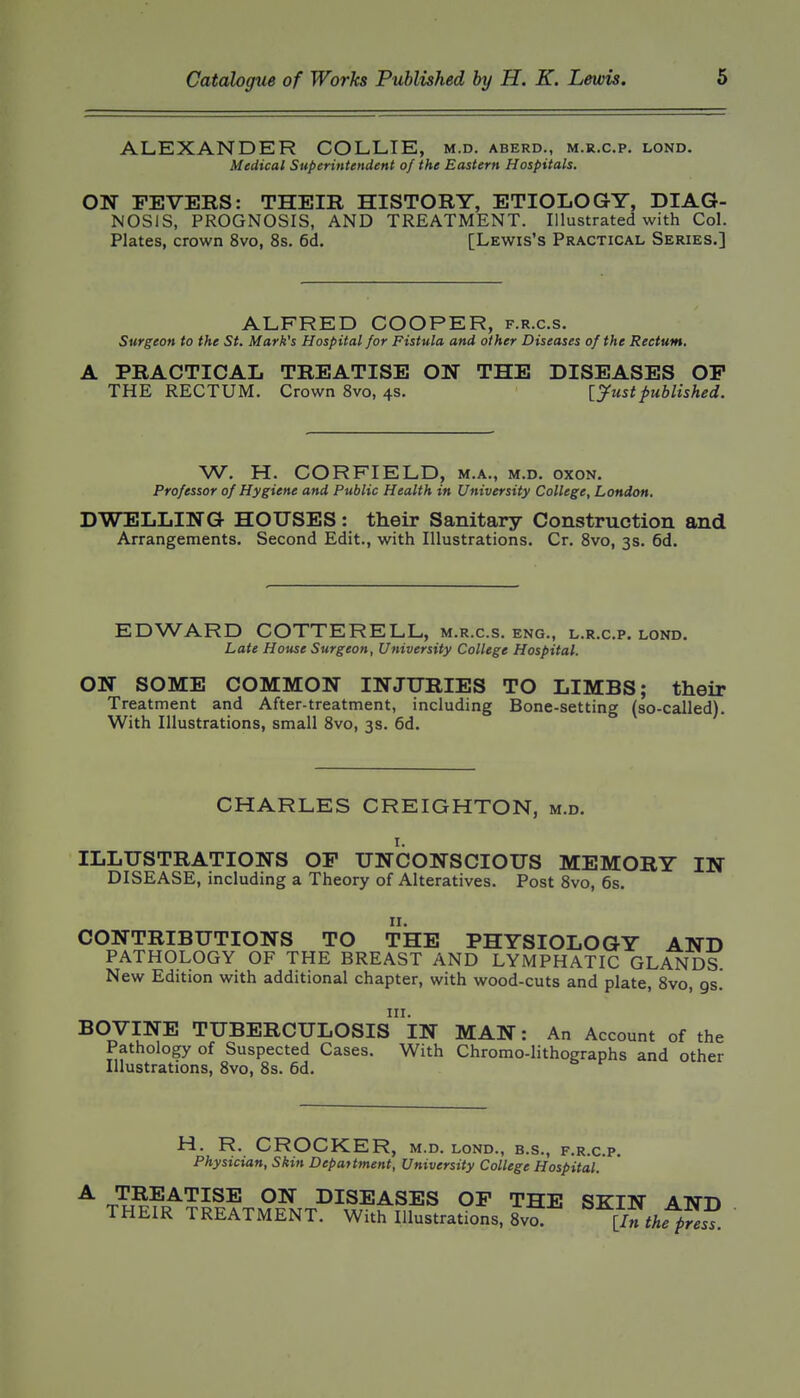 Catalogue of Works Published by H. K. Lewis. 5
ALEXANDER COLLIE, M.D. ABERD., M.R.C.P. LOND.
Medical Superintendent of the Eastern Hospitals.
ON FEVERS: THEIR HISTORY, ETIOLOGY, DIAG-
NOSIS, PROGNOSIS, AND TREATMENT. Illustrated with Col.
Plates, crown 8vo, 8s. 6d. [LEWIS'S PRACTICAL SERIES.]
ALFRED COOPER, F.R.C.S.
Surgeon to the St. Mark's Hospital for Fistula and other Diseases of the Rectum.
A PRACTICAL TREATISE ON THE DISEASES OF
THE RECTUM. Crown 8vo, 4s. [Just published.
W. H. CORFIELD, M.A., M.D. OXON.
Professor of Hygiene and Public Health in University College, London.
DWELLING HOUSES: their Sanitary Construction and
Arrangements. Second Edit., with Illustrations. Cr. 8vo, 3s. 6d.
EDWARD COTTERELL, M.R.C.S. ENG., L.R.C.P. LOND.
Late House Surgeon, University College Hospital.
ON SOME COMMON INJURIES TO LIMBS; their
Treatment and After-treatment, including Bone-setting (so-called).
With Illustrations, small 8vo, 3s. 6d.
CHARLES CREIGHTON, M.D.
I.
ILLUSTRATIONS OF UNCONSCIOUS MEMORY IN
DISEASE, including a Theory of Alteratives. Post 8vo, 6s.
II.
CONTRIBUTIONS TO THE PHYSIOLOGY AND
PATHOLOGY OF THE BREAST AND LYMPHATIC GLANDS.
New Edition with additional chapter, with wood-cuts and plate, 8vo, 9s.
III.
BOVINE TUBERCULOSIS IN MAN: An Account of the
Pathology of Suspected Cases. With Chromo-lithographs and other
Illustrations, 8vo, 8s. 6d.
H. R. CROCKER, M.D. LOND., B.S., F.R.C.P.
Physician, Skin Department, University College Hospital.
A TREATISE ON DISEASES OF THE SKIN AND
THEIR TREATMENT. With Illustrations, 8vo. [In the press.